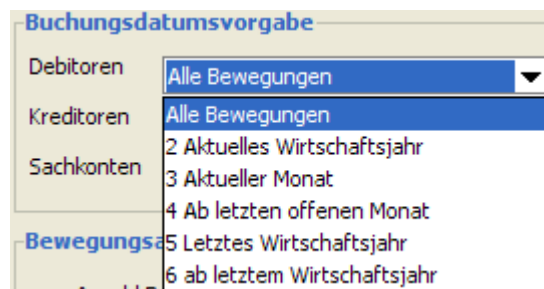 Buchungsdatumsvorgabe
Debitoren
Alle Bewegungen
Kreditoren
Alle Bewegungen
2 Aktuelles Wirtschaftsjahr
Sachkonten
3 Aktueller Monat
4 Ab letzten offenen Monat
5 Letztes Wirtschaftsjahr
6 ab letztem Wirtschaftsjahr